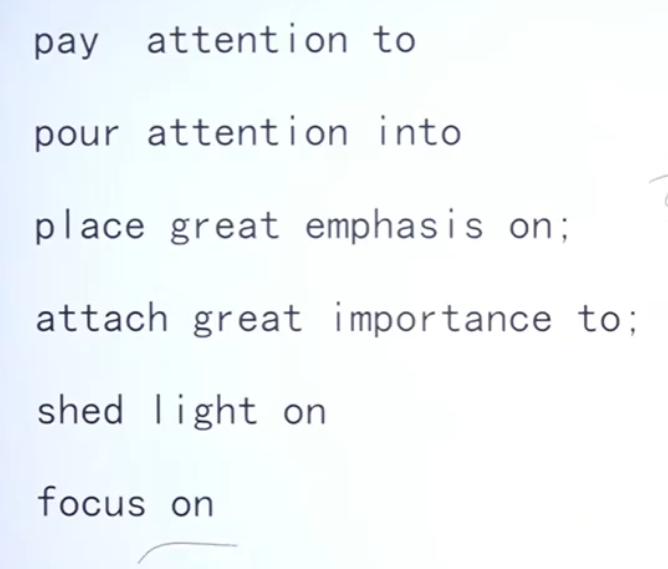 pay attention to
pour attention into
place great emphasis on;
attach great importance to;
shed light on
focus on